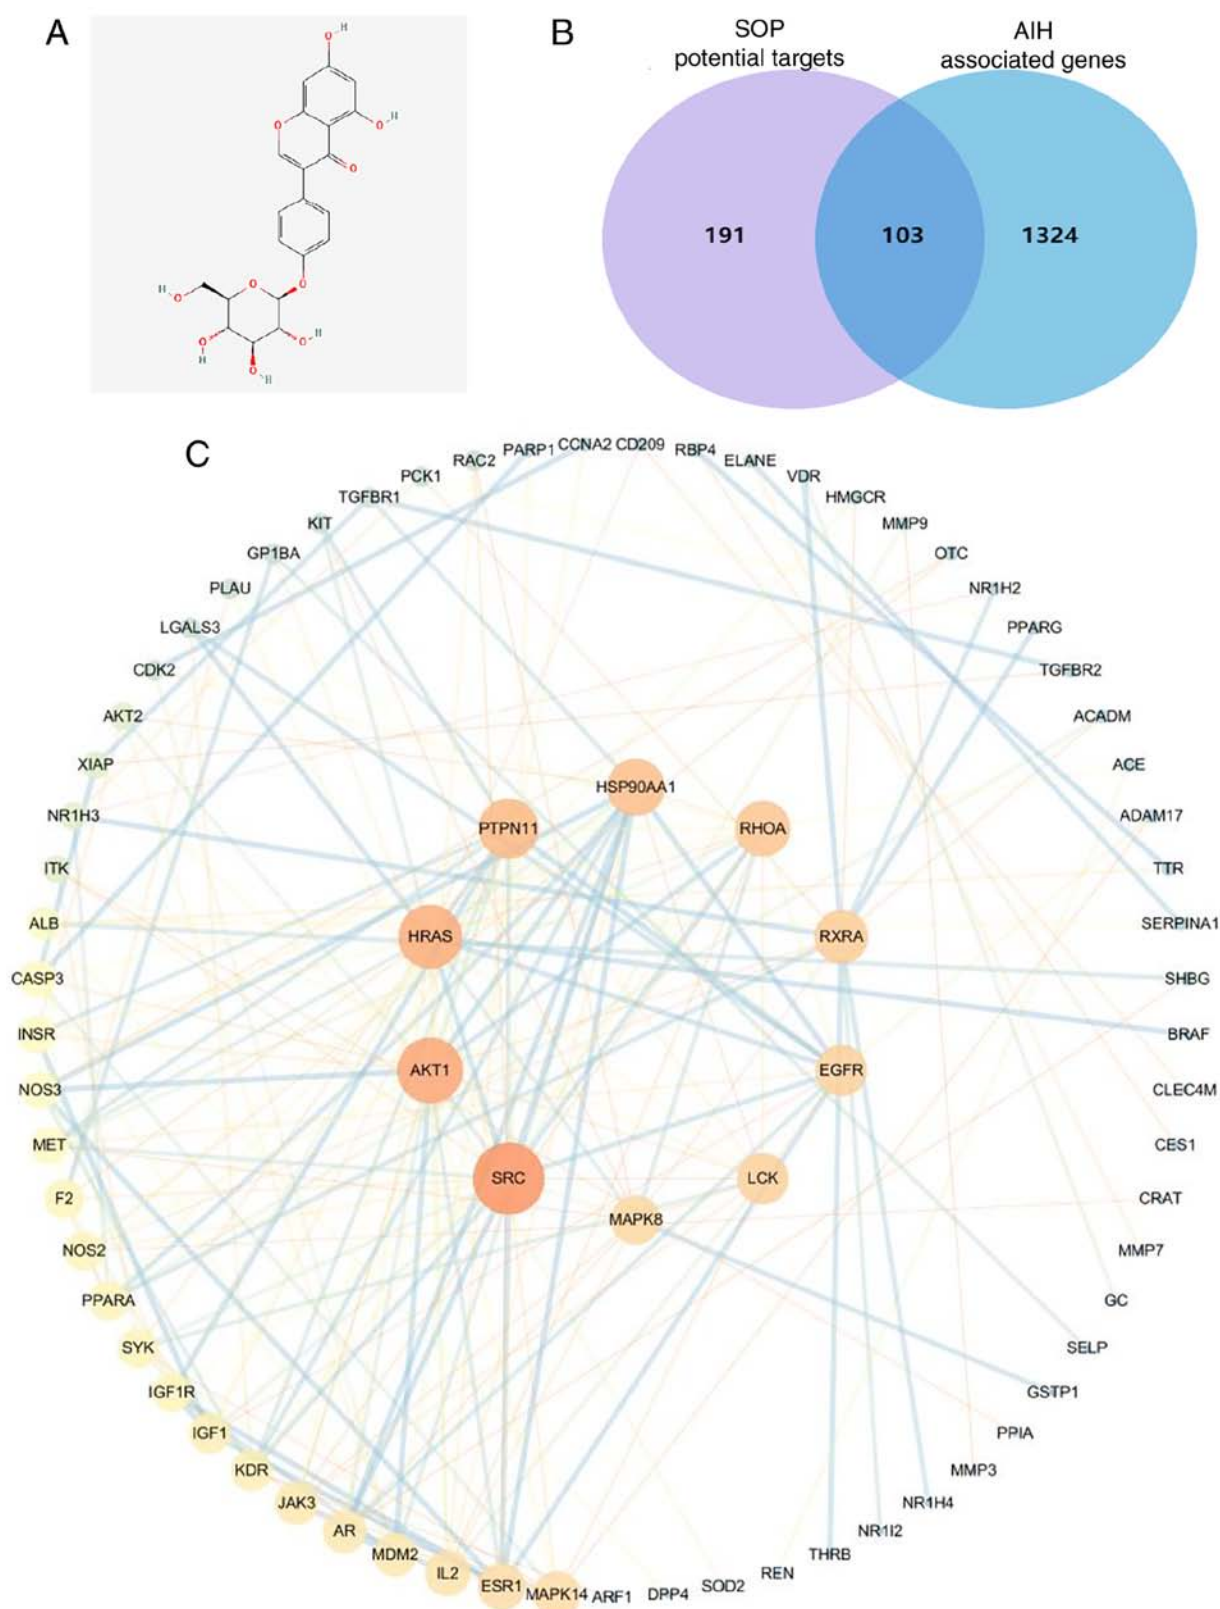 A
H
O
O
H
O
O
O
O
H
O
O
H
O
H
O
H
B
SOP
potential targets
AIH
associated genes
191
103
1324
C
PARP1
CCNA2
CD209
RBP4
ELANE
RAC2
VDR
PCK1
HMGCR
TGFBR1
MMP9
KIT
OTC
GP1BA
NR1H2
PLAU
PPARG
LGALS3
TGFBR2
CDK2
ACADM
AKT2
ACE
XIAP
ADAM17
NR1H3
TTR
ITK
SERPINA1
ALB
SHBG
CASP3
BRAF
INSR
CLEC4M
NOS3
CES1
MET
CRAT
F2
MMP7
NOS2
GC
PPARA
SELP
SYK
GSTP1
IGF1R
PPIA
IGF1
MMP3
KDR
NR1H4
JAK3
NR1I2
AR
THRB
MDM2
REN
IL2
SOD2
ESR1
MAPK14
ARF1
DPP4
HSP90AA1
PTPN11
RHOA
HRAS
RXRA
AKT1
EGFR
SRC
LCK
MAPK8